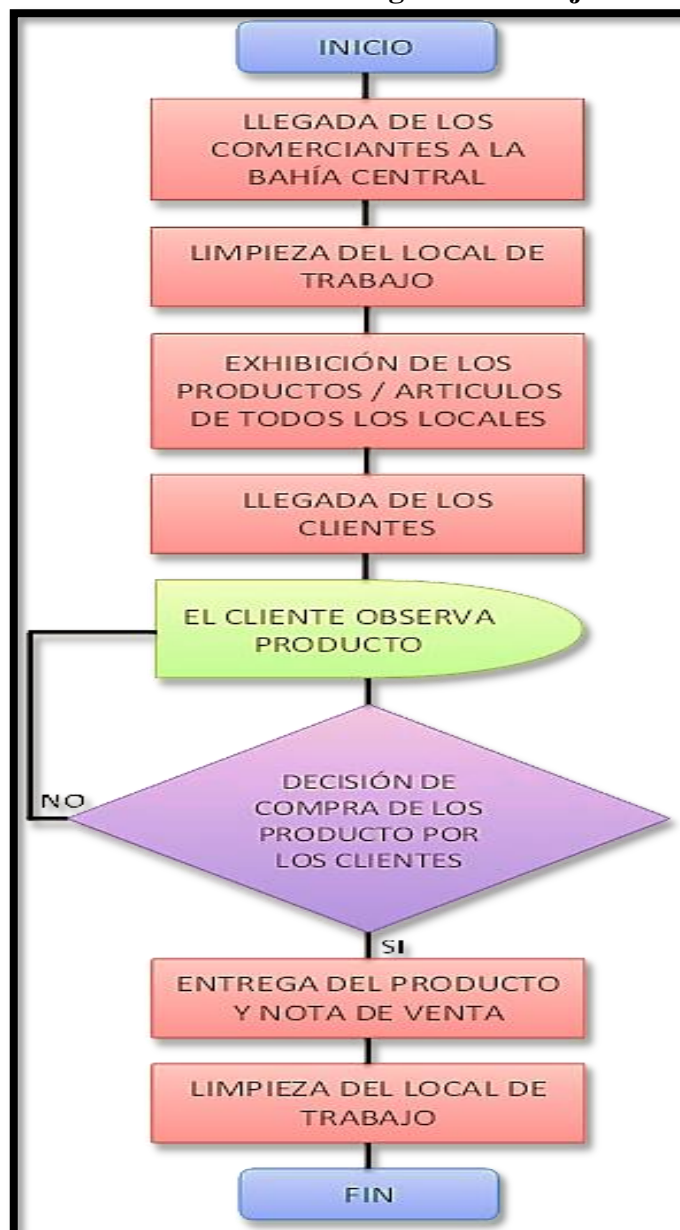 INICIO
LLEGADA DE LOS
COMERCIANTES A LA
BAHÍA CENTRAL
LIMPIEZA DEL LOCAL DE
TRABAJO
EXHIBICIÓN DE LOS
PRODUCTOS / ARTICULOS
DE TODOS LOS LOCALES
LLEGADA DE LOS
CLIENTES
EL CLIENTE OBSERVA
PRODUCTO
NO
DECISIÓN DE
COMPRA DE LOS
PRODUCTO POR
LOS CLIENTES
SI
ENTREGA DEL PRODUCTO
Y NOTA DE VENTA
LIMPIEZA DEL LOCAL DE
TRABAJO
FIN